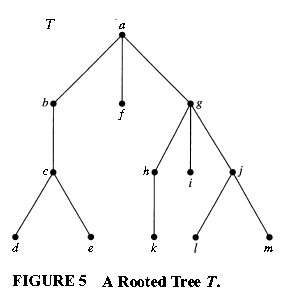 T a
b f g
c h i j
d e k l m
FIGURE 5 A Rooted Tree T.